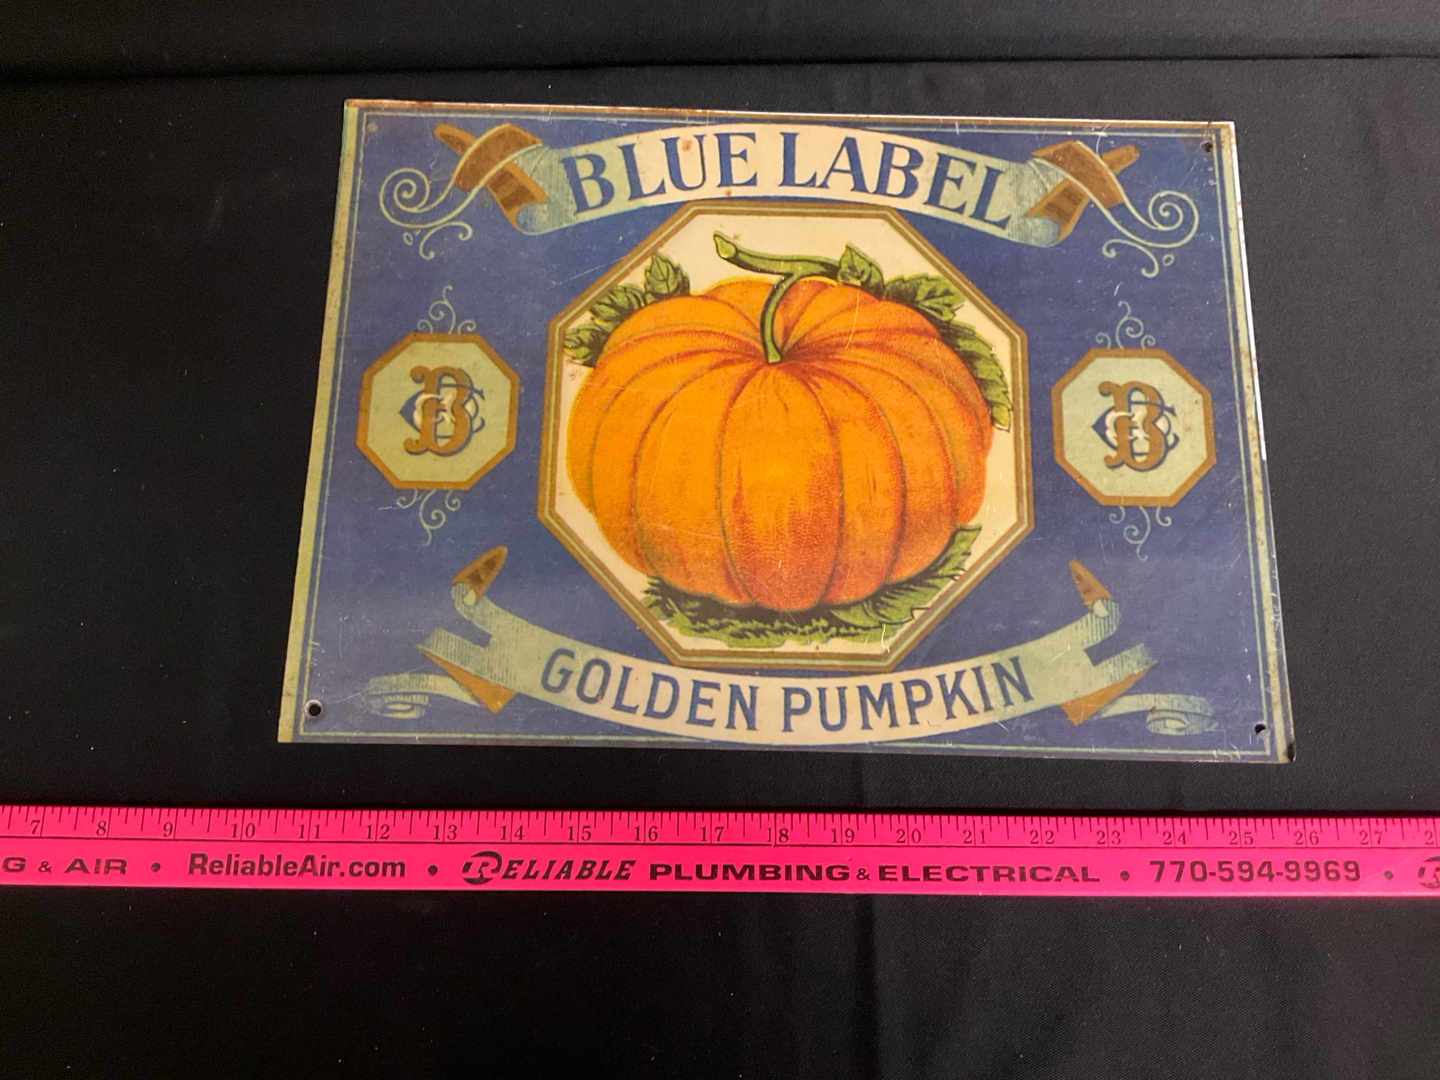 BLUE LABEL
GOLDEN PUMPKIN
7 8 9 10 11 12 13 14 15 16 17 18 19 20 21 22 23 24 25 26 27
G & AIR • ReliableAir.com • RELIABLE PLUMBING & ELECTRICAL • 770-594-9969 •